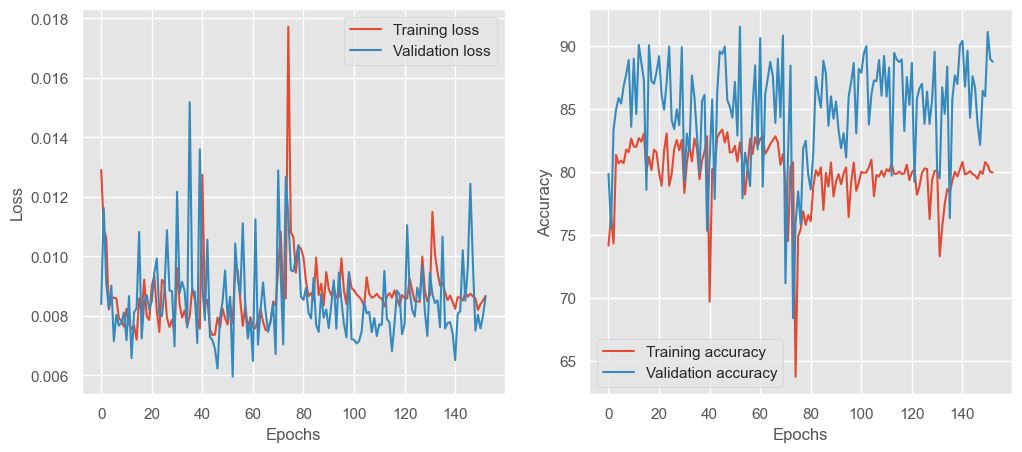 0.018
0.016
0.014
0.012
0.010
0.008
0.006
Loss
0 20 40 60 80 100 120 140
Epochs
Training loss
Validation loss
90
85
80
75
70
65
Accuracy
0 20 40 60 80 100 120 140
Epochs
Training accuracy
Validation accuracy